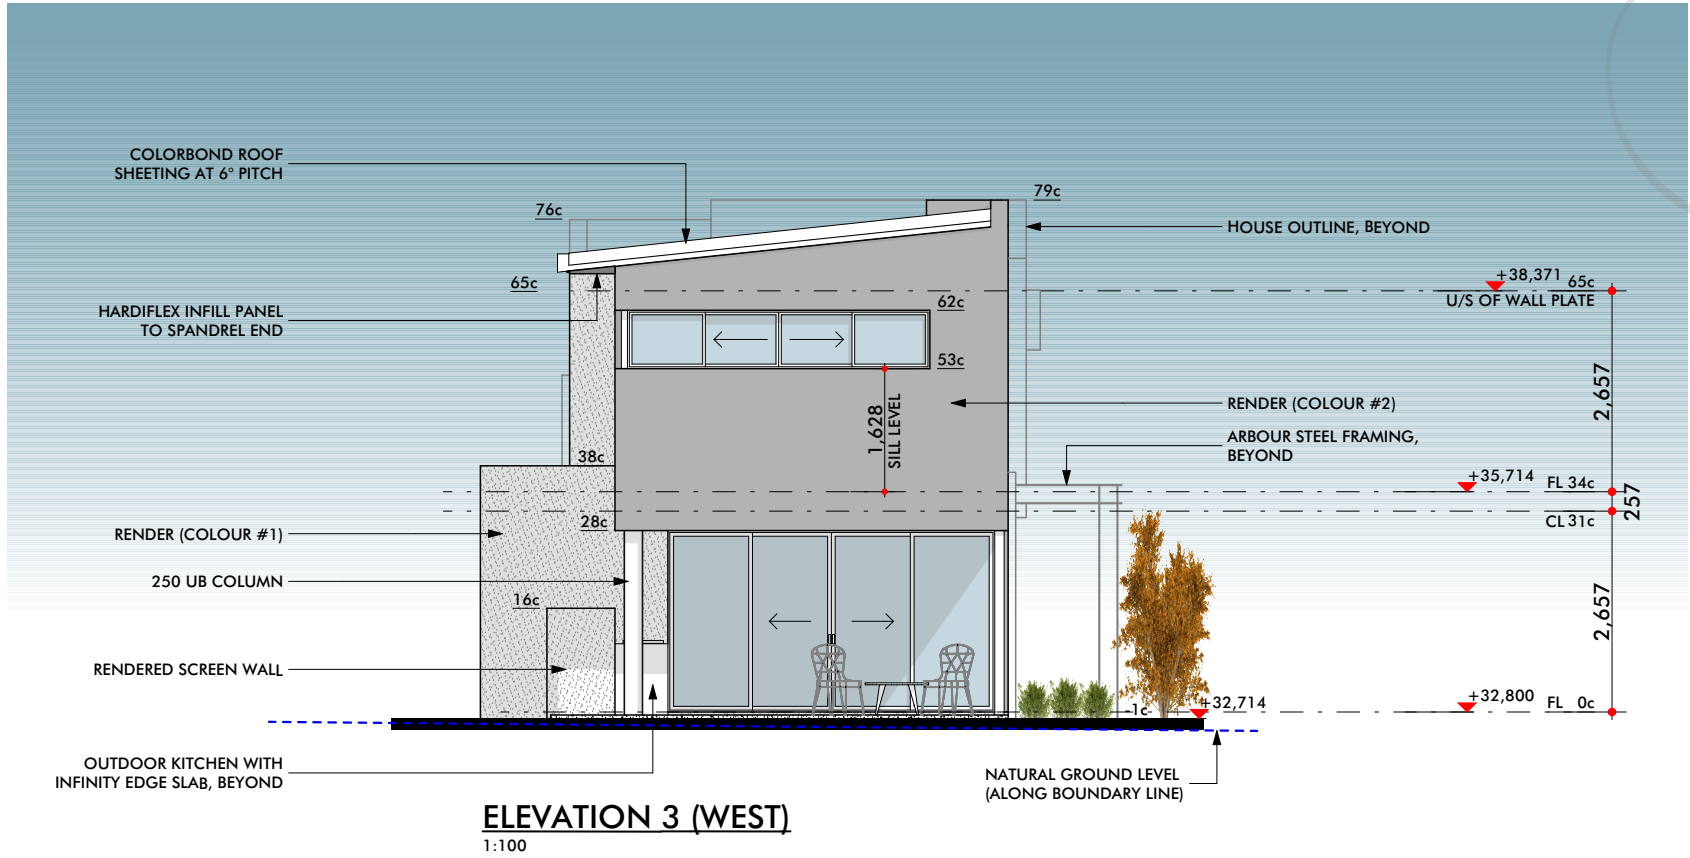 COLORBOND ROOF
SHEETING AT 6° PITCH
76c
79c
HOUSE OUTLINE, BEYOND
65c
+38,371 65c
U/S OF WALL PLATE
HARDIFLEX INFILL PANEL
TO SPANDREL END
62c
53c
2,657
1,628
SILL LEVEL
RENDER (COLOUR #2)
ARBOUR STEEL FRAMING,
BEYOND
38c
+35,714 FL 34c
257
28c
CL 31c
RENDER (COLOUR #1)
250 UB COLUMN
16c
2,657
RENDERED SCREEN WALL
-1c
+32,714
+32,800 FL 0c
OUTDOOR KITCHEN WITH
INFINITY EDGE SLAB, BEYOND
NATURAL GROUND LEVEL
(ALONG BOUNDARY LINE)
ELEVATION 3 (WEST)
1:100